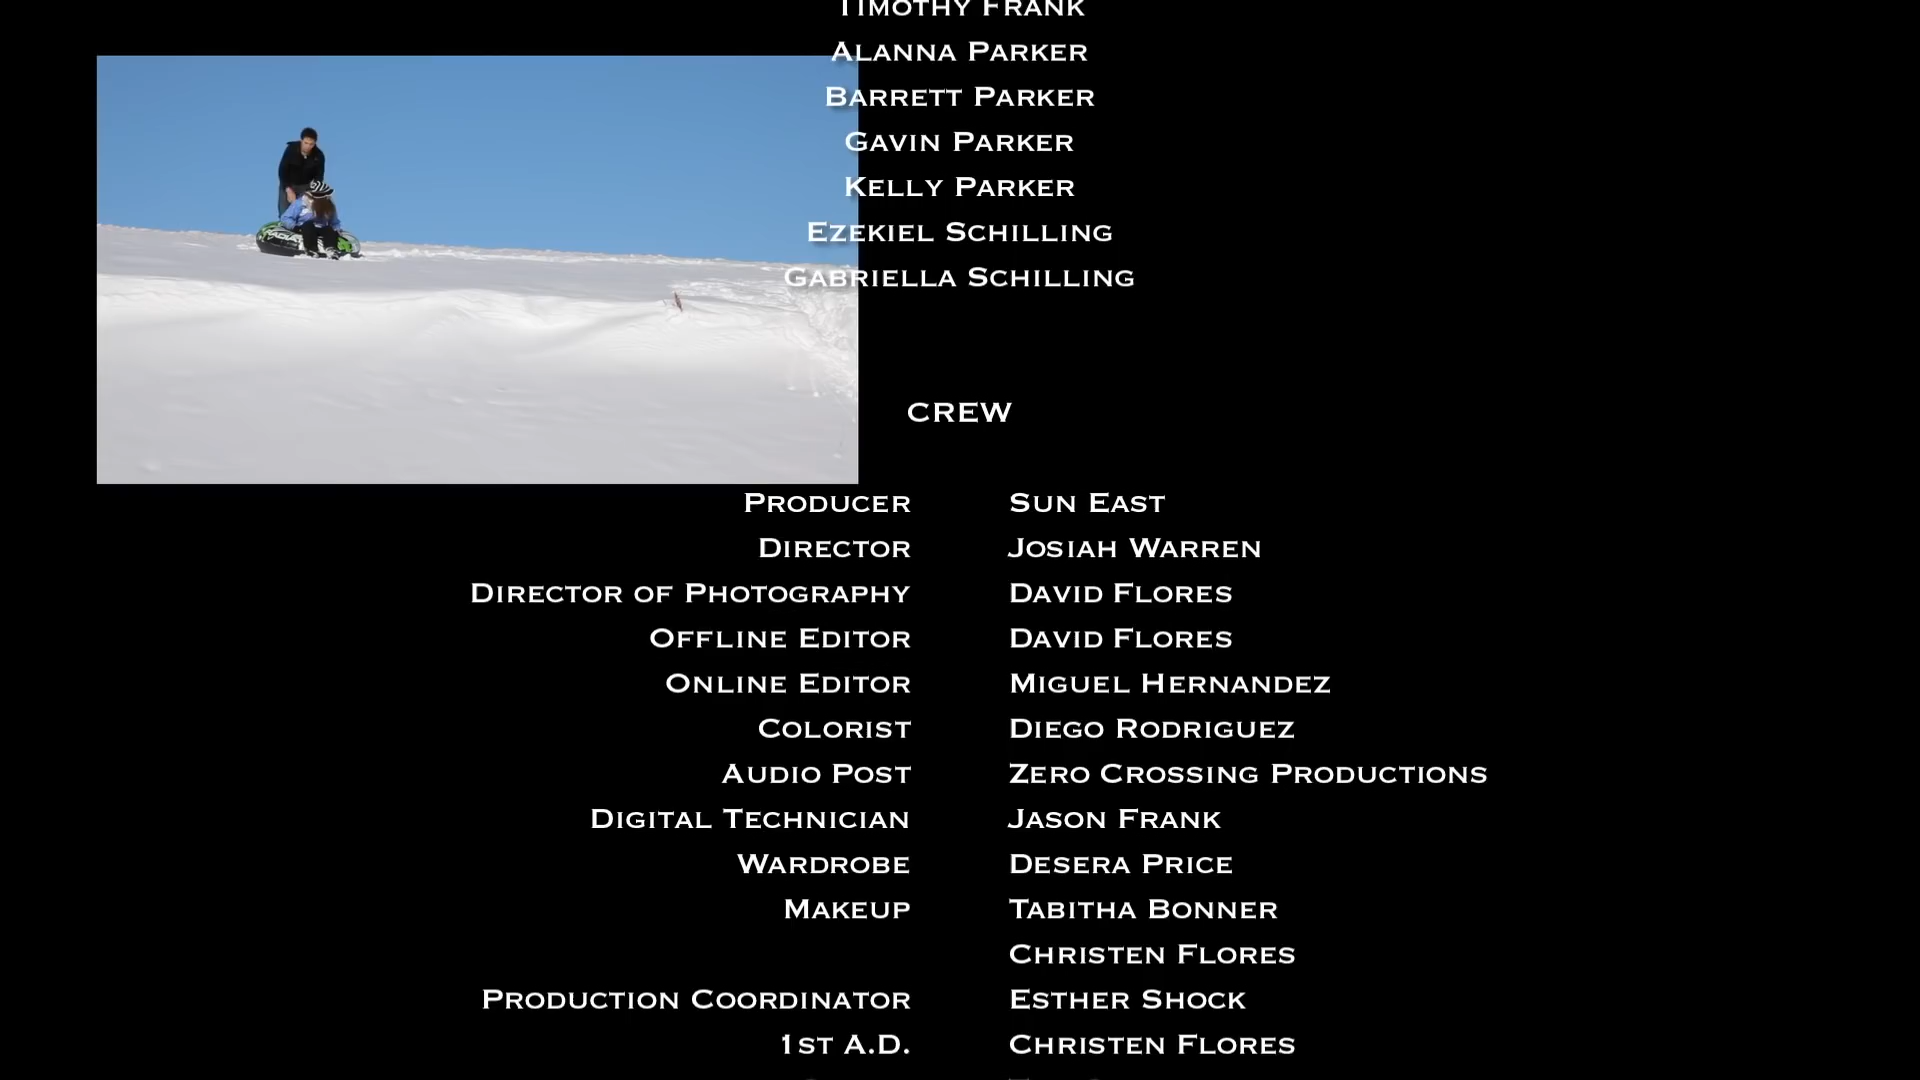 Timothy Frank
Alanna Parker
Barrett Parker
Gavin Parker
Kelly Parker
Ezekiel Schilling
Gabriella Schilling
CREW
Producer Sun East
Director Josiah Warren
Director of Photography David Flores
Offline Editor David Flores
Online Editor Miguel Hernandez
Colorist Diego Rodriguez
Audio Post Zero Crossing Productions
Digital Technician Jason Frank
Wardrobe Desera Price
Makeup Tabitha Bonner
Christen Flores
Production Coordinator Esther Shock
1st A.D. Christen Flores